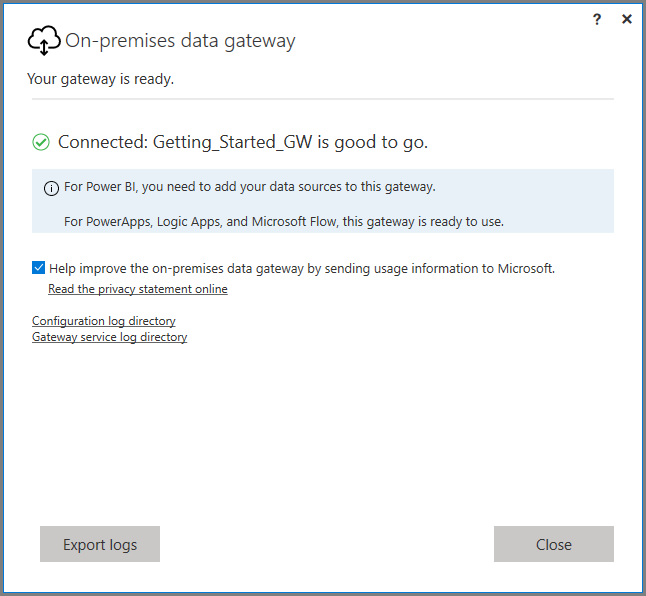 ?
On-premises data gateway
Your gateway is ready.
Connected: Getting_Started_GW is good to go.
For Power BI, you need to add your data sources to this gateway.
For PowerApps, Logic Apps, and Microsoft Flow, this gateway is ready to use.
Help improve the on-premises data gateway by sending usage information to Microsoft.
Read the privacy statement online
Configuration log directory
Gateway service log directory
Export logs
Close